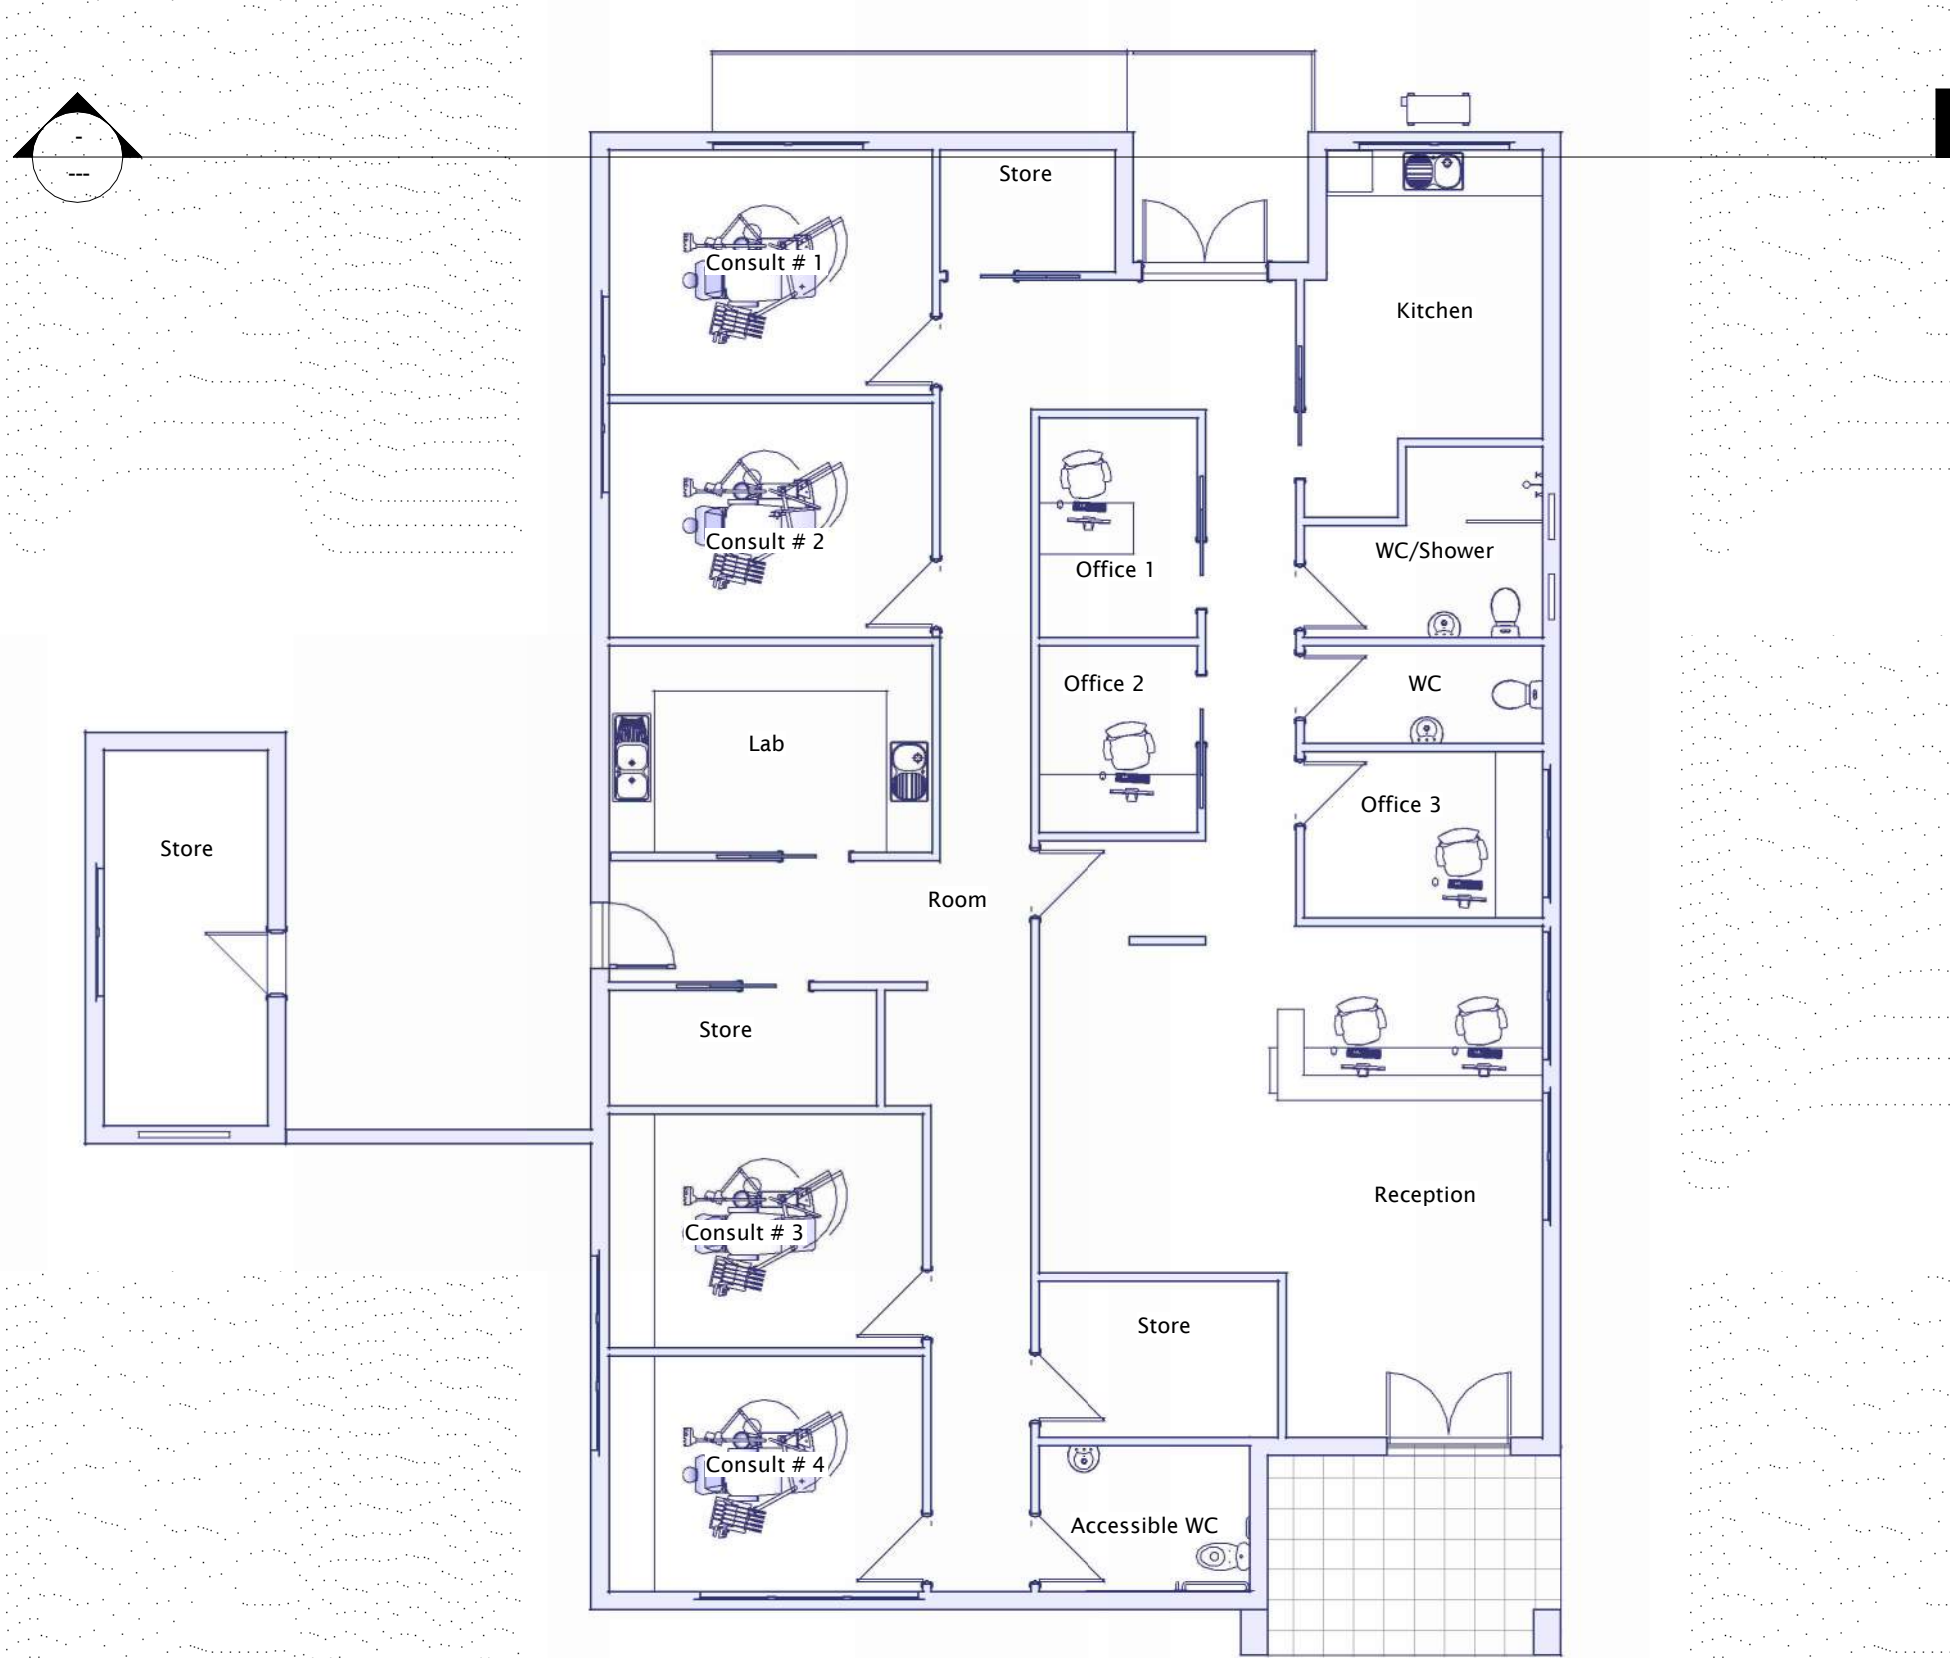 -
---
Store
Consult # 1
Kitchen
Consult # 2
WC/Shower
Office 1
Office 2
WC
Lab
Office 3
Store
Room
Store
Reception
Consult # 3
Store
Consult # 4
Accessible WC